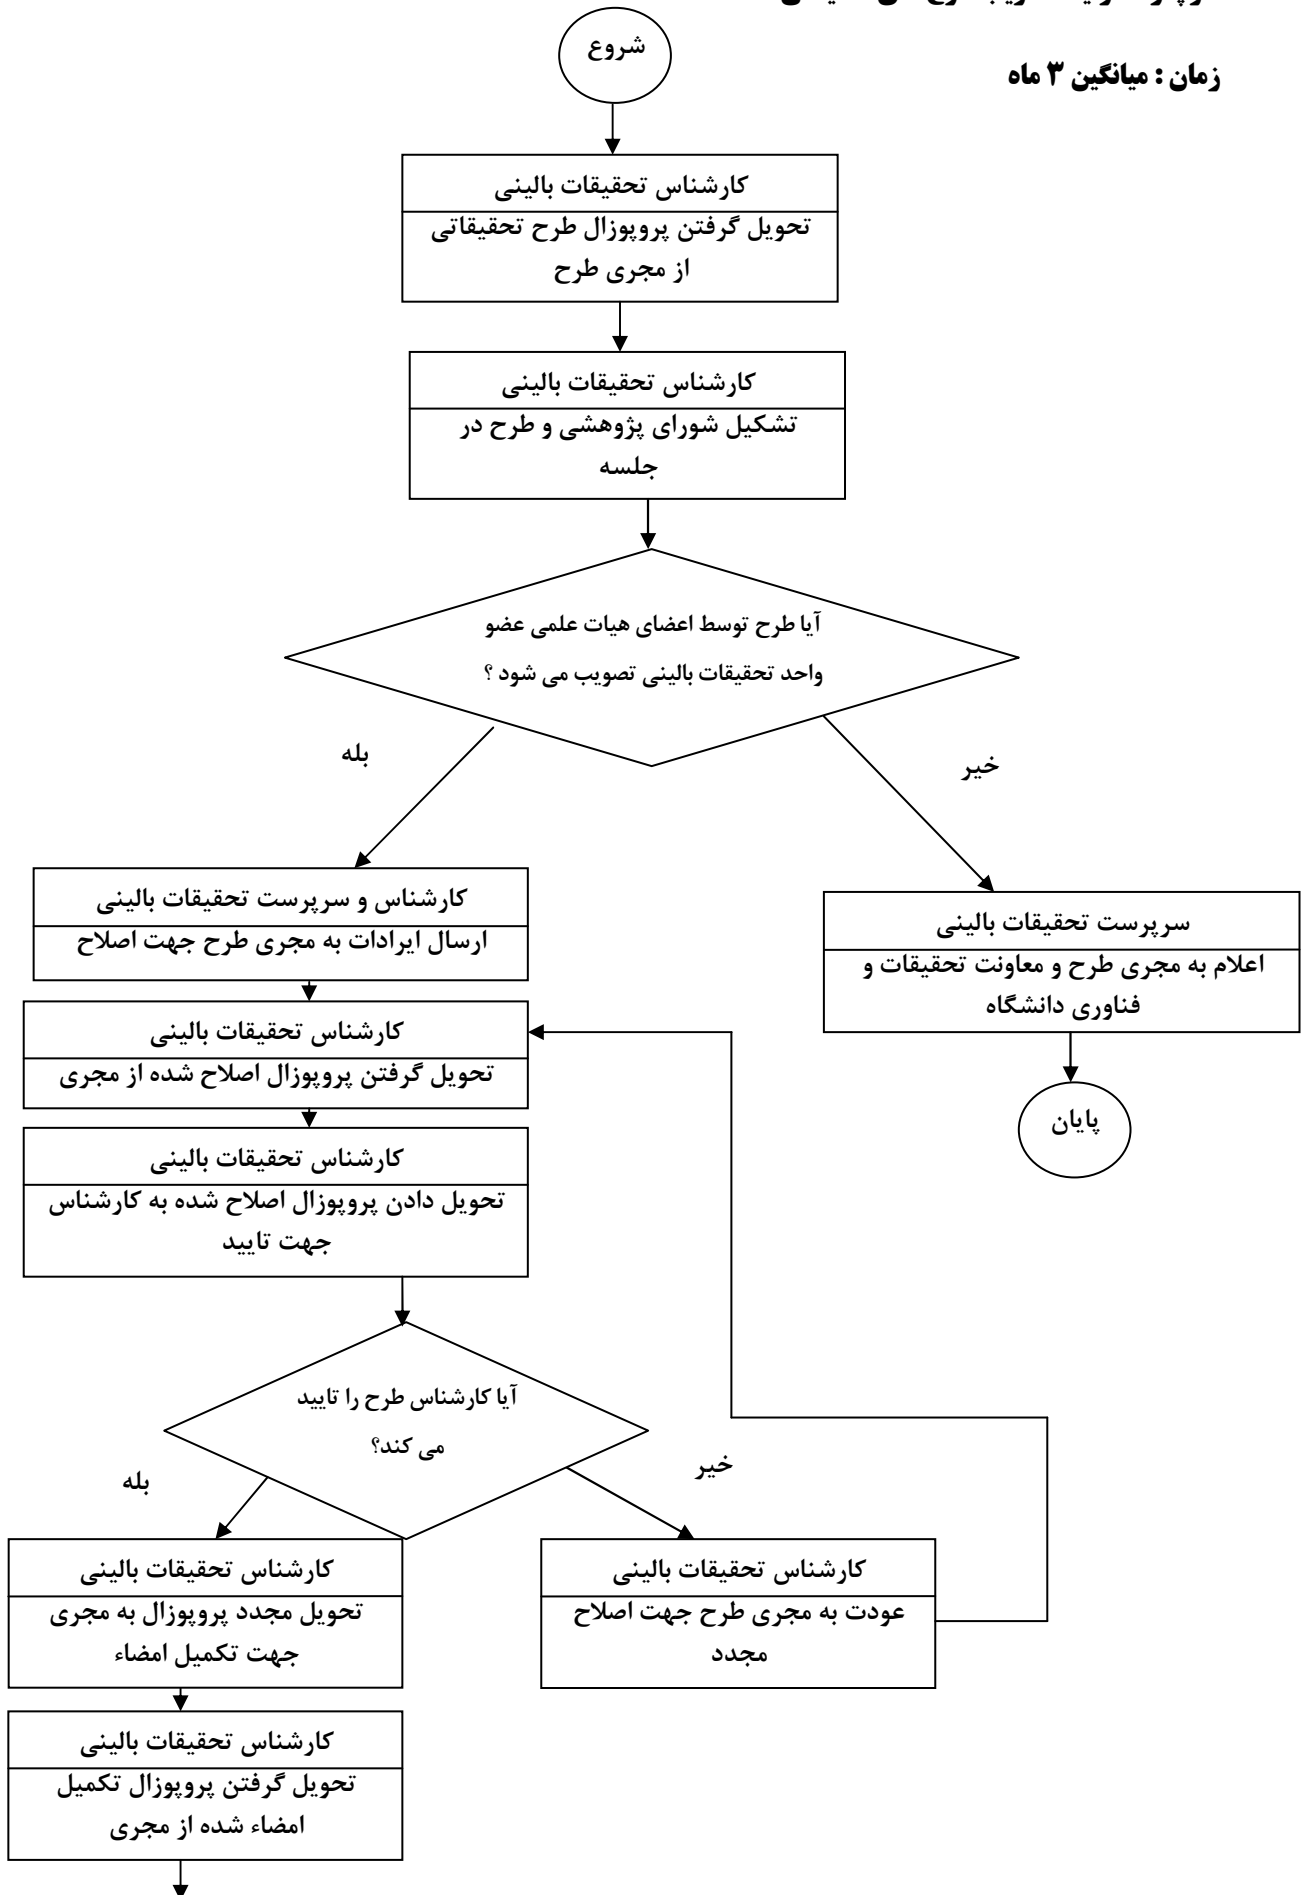 شروع
زمان : میانگین ۳ ماه
کارشناس تحقیقات بالینی
تحویل گرفتن پروپوزال طرح تحقیقاتی
از مجری طرح
کارشناس تحقیقات بالینی
تشکیل شورای پژوهشی و طرح در
جلسه
آیا طرح توسط اعضای هیات علمی عضو
واحد تحقیقات بالینی تصویب می شود ؟
بله
خیر
کارشناس و سرپرست تحقیقات بالینی
ارسال ایرادات به مجری طرح جهت اصلاح
سرپرست تحقیقات بالینی
اعلام به مجری طرح و معاونت تحقیقات و
فناوری دانشگاه
پایان
کارشناس تحقیقات بالینی
تحویل گرفتن پروپوزال اصلاح شده از مجری
کارشناس تحقیقات بالینی
تحویل دادن پروپوزال اصلاح شده به کارشناس
جهت تایید
آیا کارشناس طرح را تایید
می کند؟
بله
خیر
کارشناس تحقیقات بالینی
تحویل مجدد پروپوزال به مجری
جهت تکمیل امضاء
کارشناس تحقیقات بالینی
عودت به مجری طرح جهت اصلاح
مجدد
کارشناس تحقیقات بالینی
تحویل گرفتن پروپوزال تکمیل
امضاء شده از مجری